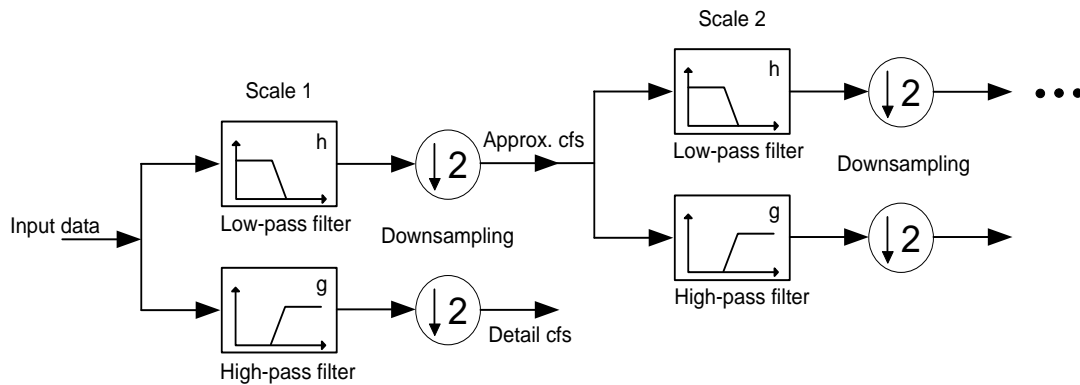 Scale 2
Scale 1
h
Low-pass filter
↓2
Approx. cfs
h
Low-pass filter
↓2
...
Downsampling
Input data
Downsampling
g
High-pass filter
↓2
Detail cfs
g
High-pass filter
↓2